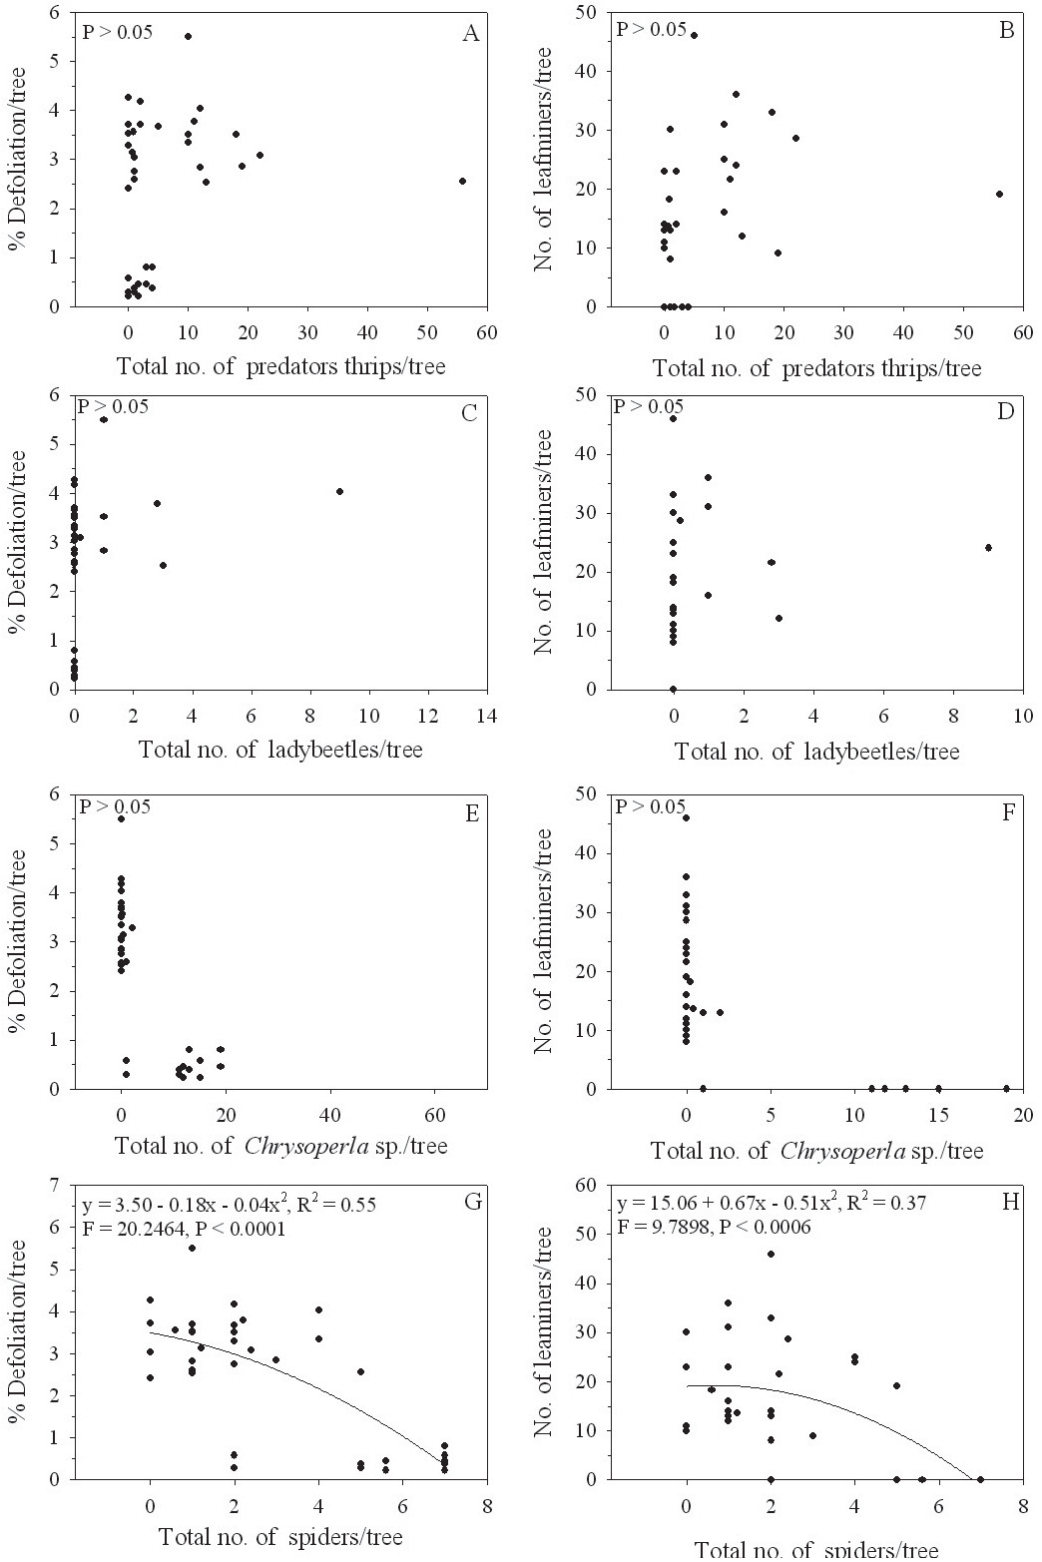 P > 0.05
A
% Defoliation/tree
6
5
4
3
2
1
0
0 10 20 30 40 50 60
Total no. of predators thrips/tree
P > 0.05
B
No. of leafminers/tree
50
40
30
20
10
0
0 10 20 30 40 50 60
Total no. of predators thrips/tree
P > 0.05
C
% Defoliation/tree
6
5
4
3
2
1
0
0 2 4 6 8 10 12 14
Total no. of ladybeetles/tree
P > 0.05
D
No. of leafminers/tree
50
40
30
20
10
0
0 2 4 6 8 10
Total no. of ladybeetles/tree
P > 0.05
E
% Defoliation/tree
6
5
4
3
2
1
0
0 20 40 60
Total no. of Chrysoperla sp./tree
P > 0.05
F
No. of leafminers/tree
50
40
30
20
10
0
0 5 10 15 20
Total no. of Chrysoperla sp./tree
y = 3.50 - 0.18x - 0.04x², R² = 0.55
F = 20.2464, P < 0.0001
G
% Defoliation/tree
7
6
5
4
3
2
1
0
0 2 4 6 8
Total no. of spiders/tree
y = 15.06 + 0.67x - 0.51x², R² = 0.37
F = 9.7898, P < 0.0006
H
No. of leaminers/tree
60
50
40
30
20
10
0
0 2 4 6 8
Total no. of spiders/tree